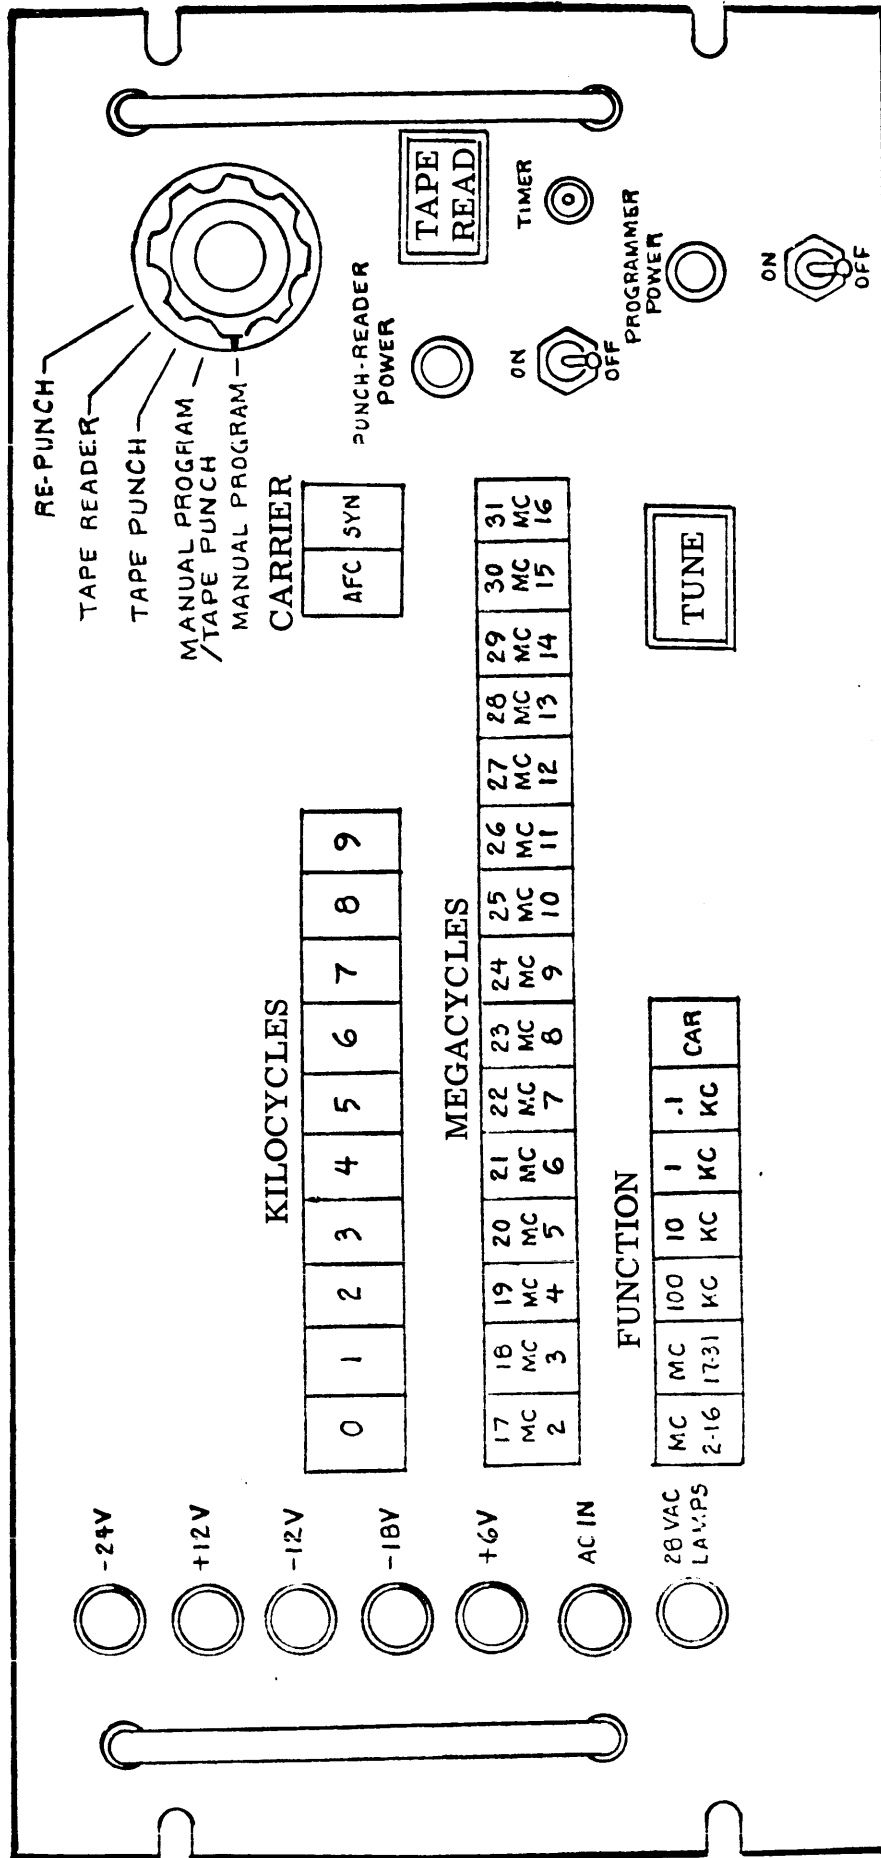 -24V
+12V
-12V
-18V
+6V
AC IN
28 VAC
LAMPS
KILOCYCLES
0 1 2 3 4 5 6 7 8 9
CARRIER
AFC SYN
MEGACYCLES
17 18 19 20 21 22 23 24 25 26 27 28 29 30 31
MC MC MC MC MC MC MC MC MC MC MC MC MC MC MC
2 3 4 5 6 7 8 9 10 11 12 13 14 15 16
FUNCTION
MC MC 100 10 1 .1 CAR
2-16 17-31 KC KC KC KC
TUNE
RE-PUNCH
TAPE READER
TAPE PUNCH
MANUAL PROGRAM
/TAPE PUNCH
MANUAL PROGRAM
PUNCH-READER
POWER
ON
OFF
TAPE
READ
TIMER
PROGRAMMER
POWER
ON
OFF